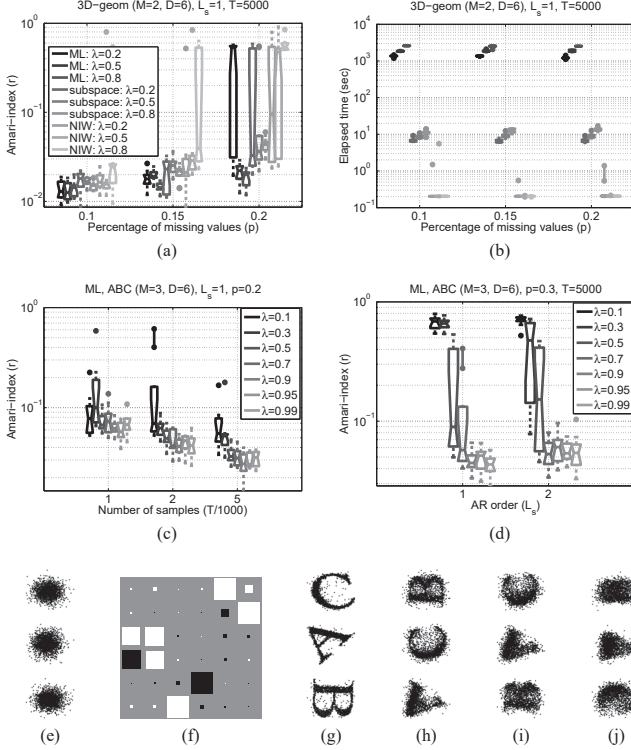 3D-geom (M=2, D=6), L_s=1, T=5000
Amari-index (r)
10^0
10^-1
10^-2
ML: λ=0.2
ML: λ=0.5
ML: λ=0.8
subspace: λ=0.2
subspace: λ=0.5
subspace: λ=0.8
NIW: λ=0.2
NIW: λ=0.5
NIW: λ=0.8
0.1 0.15 0.2
Percentage of missing values (p)
(a)
3D-geom (M=2, D=6), L_s=1, T=5000
Elapsed time (sec)
10^4
10^3
10^2
10^1
10^0
10^-1
0.1 0.15 0.2
Percentage of missing values (p)
(b)
ML, ABC (M=3, D=6), L_s=1, p=0.2
Amari-index (r)
10^0
10^-1
λ=0.1
λ=0.3
λ=0.5
λ=0.7
λ=0.9
λ=0.95
λ=0.99
1 2 5
Number of samples (T/1000)
(c)
ML, ABC (M=3, D=6), p=0.3, T=5000
Amari-index (r)
10^0
10^-1
λ=0.1
λ=0.3
λ=0.5
λ=0.7
λ=0.9
λ=0.95
λ=0.99
1 2
AR order (L_s)
(d)
C B C
A C A
B A B
(e) (f) (g) (h) (i) (j)